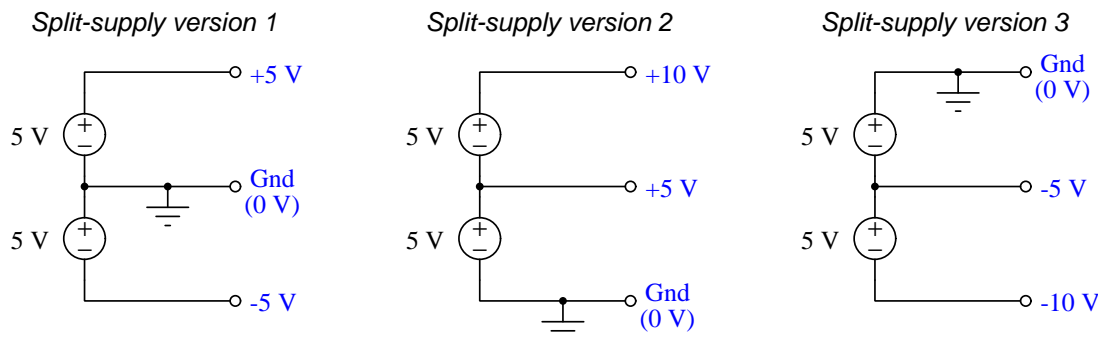 Split-supply version 1
+5 V
5 V
+
−
Gnd
(0 V)
5 V
+
−
-5 V
Split-supply version 2
+10 V
5 V
+
−
+5 V
5 V
+
−
Gnd
(0 V)
Split-supply version 3
Gnd
(0 V)
5 V
+
−
-5 V
5 V
+
−
-10 V